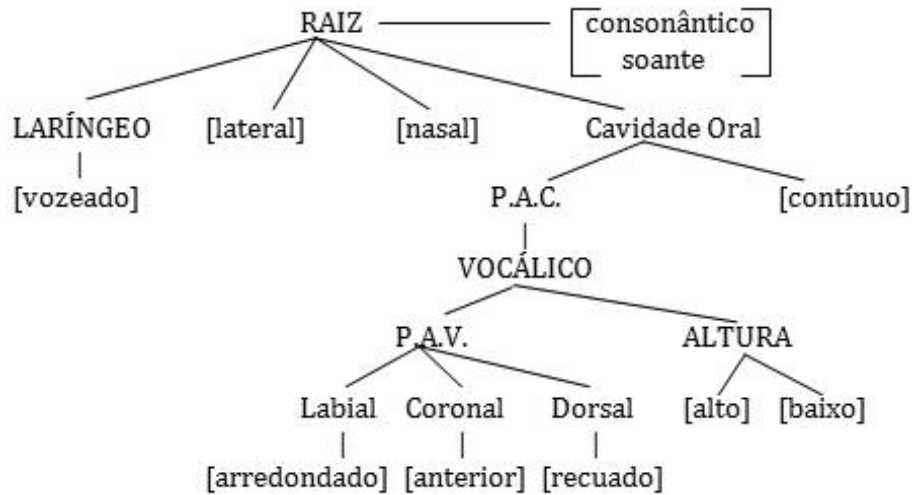 RAIZ
consonântico
soante
LARÍNGEO [lateral] [nasal] Cavidade Oral
[vozeado] P.A.C. [contínuo]
VOCÁLICO
P.A.V. ALTURA
Labial Coronal Dorsal [alto] [baixo]
[arredondado] [anterior] [recuado]